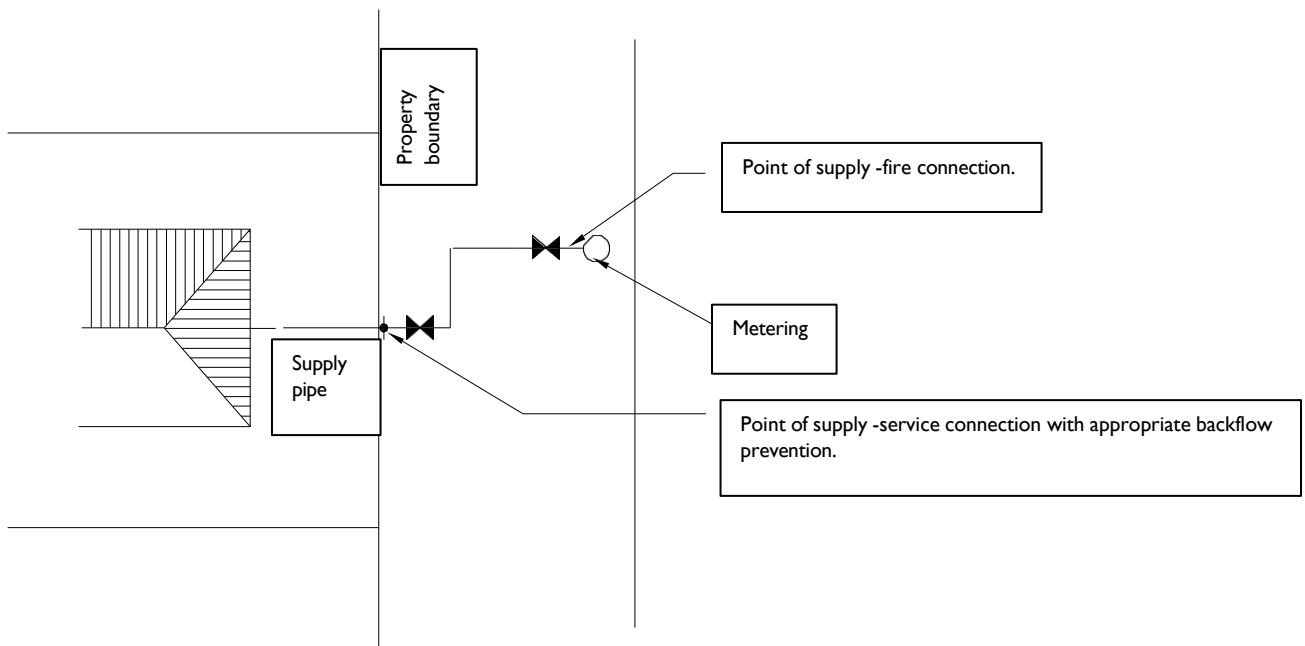 Property
boundary
Point of supply -fire connection.
Metering
Supply
pipe
Point of supply -service connection with appropriate backflow
prevention.